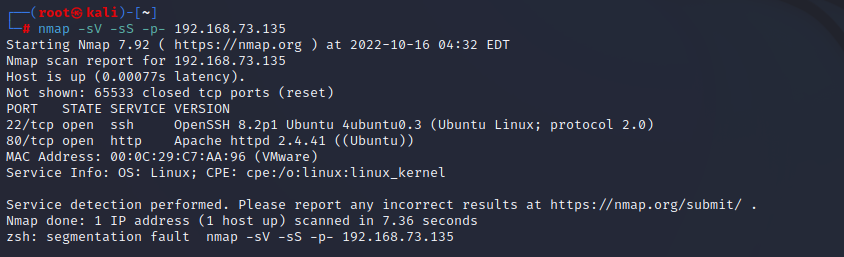 ┌──(root㉿kali)-[~]
└─# nmap -sV -sS -p- 192.168.73.135
Starting Nmap 7.92 ( https://nmap.org ) at 2022-10-16 04:32 EDT
Nmap scan report for 192.168.73.135
Host is up (0.00077s latency).
Not shown: 65533 closed tcp ports (reset)
PORT   STATE SERVICE VERSION
22/tcp open  ssh     OpenSSH 8.2p1 Ubuntu 4ubuntu0.3 (Ubuntu Linux; protocol 2.0)
80/tcp open  http    Apache httpd 2.4.41 ((Ubuntu))
MAC Address: 00:0C:29:C7:AA:96 (VMware)
Service Info: OS: Linux; CPE: cpe:/o:linux:linux_kernel

Service detection performed. Please report any incorrect results at https://nmap.org/submit/ .
Nmap done: 1 IP address (1 host up) scanned in 7.36 seconds
zsh: segmentation fault  nmap -sV -sS -p- 192.168.73.135